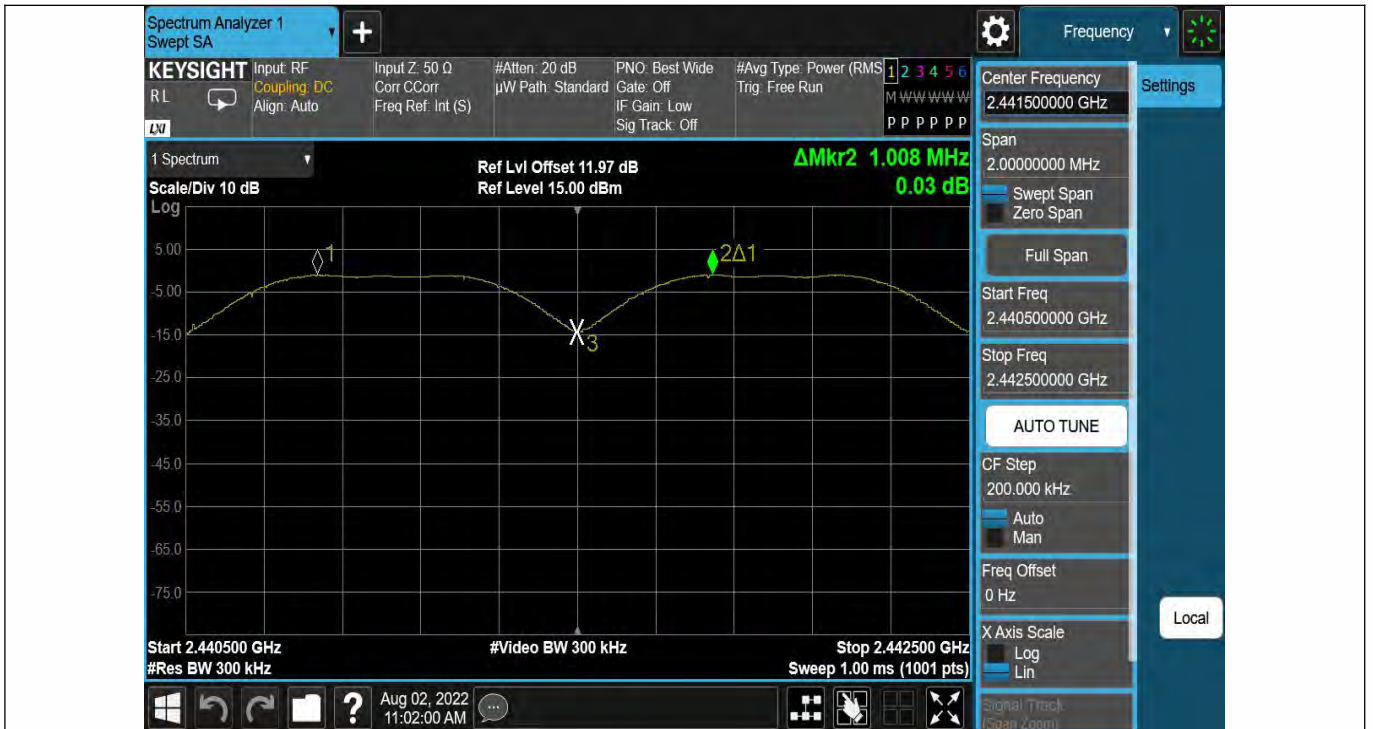 Spectrum Analyzer 1
Swept SA
Frequency
KEYSIGHT
R L
LXI
Input: RF
Coupling: DC
Align: Auto
Input Z: 50 Ω
Corr CCorr
Freq Ref: Int (S)
#Atten: 20 dB
µW Path: Standard
PNO: Best Wide
Gate: Off
IF Gain: Low
Sig Track: Off
#Avg Type: Power (RMS
Trig: Free Run
1 2 3 4 5 6
M W W W W W
P P P P P P
1 Spectrum
Scale/Div 10 dB
Log
Ref Lvl Offset 11.97 dB
Ref Level 15.00 dBm
ΔMkr2 1.008 MHz
0.03 dB
5.00
-5.00
-15.0
-25.0
-35.0
-45.0
-55.0
-65.0
-75.0
1
2Δ1
3
Start 2.440500 GHz
#Res BW 300 kHz
#Video BW 300 kHz
Stop 2.442500 GHz
Sweep 1.00 ms (1001 pts)
Aug 02, 2022
11:02:00 AM
Center Frequency
2.441500000 GHz
Span
2.00000000 MHz
Swept Span
Zero Span
Full Span
Start Freq
2.440500000 GHz
Stop Freq
2.442500000 GHz
AUTO TUNE
CF Step
200.000 kHz
Auto
Man
Freq Offset
0 Hz
X Axis Scale
Log
Lin
Signal Track
(Span Zoom)
Settings
Local